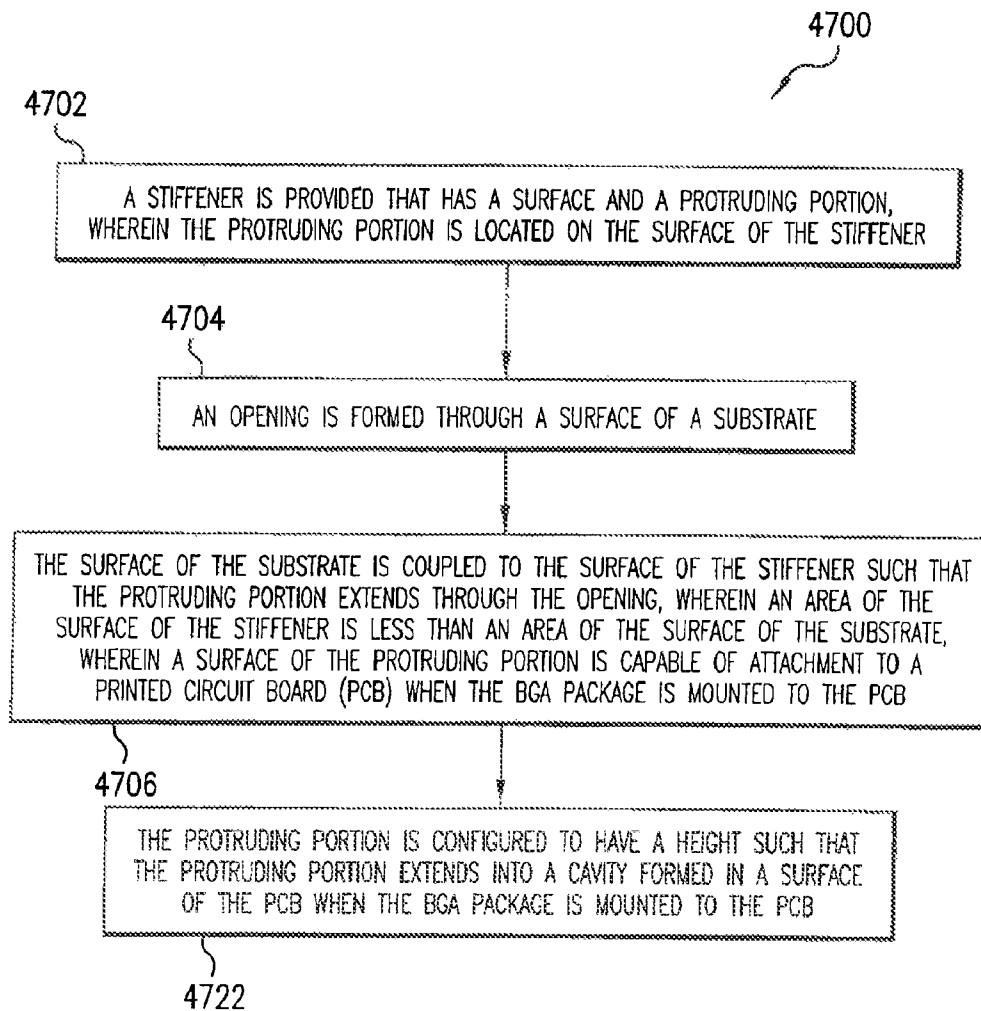 4700
4702
A STIFFENER IS PROVIDED THAT HAS A SURFACE AND A PROTRUDING PORTION,
WHEREIN THE PROTRUDING PORTION IS LOCATED ON THE SURFACE OF THE STIFFENER
4704
AN OPENING IS FORMED THROUGH A SURFACE OF A SUBSTRATE
THE SURFACE OF THE SUBSTRATE IS COUPLED TO THE SURFACE OF THE STIFFENER SUCH THAT
THE PROTRUDING PORTION EXTENDS THROUGH THE OPENING, WHEREIN AN AREA OF THE
SURFACE OF THE STIFFENER IS LESS THAN AN AREA OF THE SURFACE OF THE SUBSTRATE,
WHEREIN A SURFACE OF THE PROTRUDING PORTION IS CAPABLE OF ATTACHMENT TO A
PRINTED CIRCUIT BOARD (PCB) WHEN THE BGA PACKAGE IS MOUNTED TO THE PCB
4706
THE PROTRUDING PORTION IS CONFIGURED TO HAVE A HEIGHT SUCH THAT
THE PROTRUDING PORTION EXTENDS INTO A CAVITY FORMED IN A SURFACE
OF THE PCB WHEN THE BGA PACKAGE IS MOUNTED TO THE PCB
4722